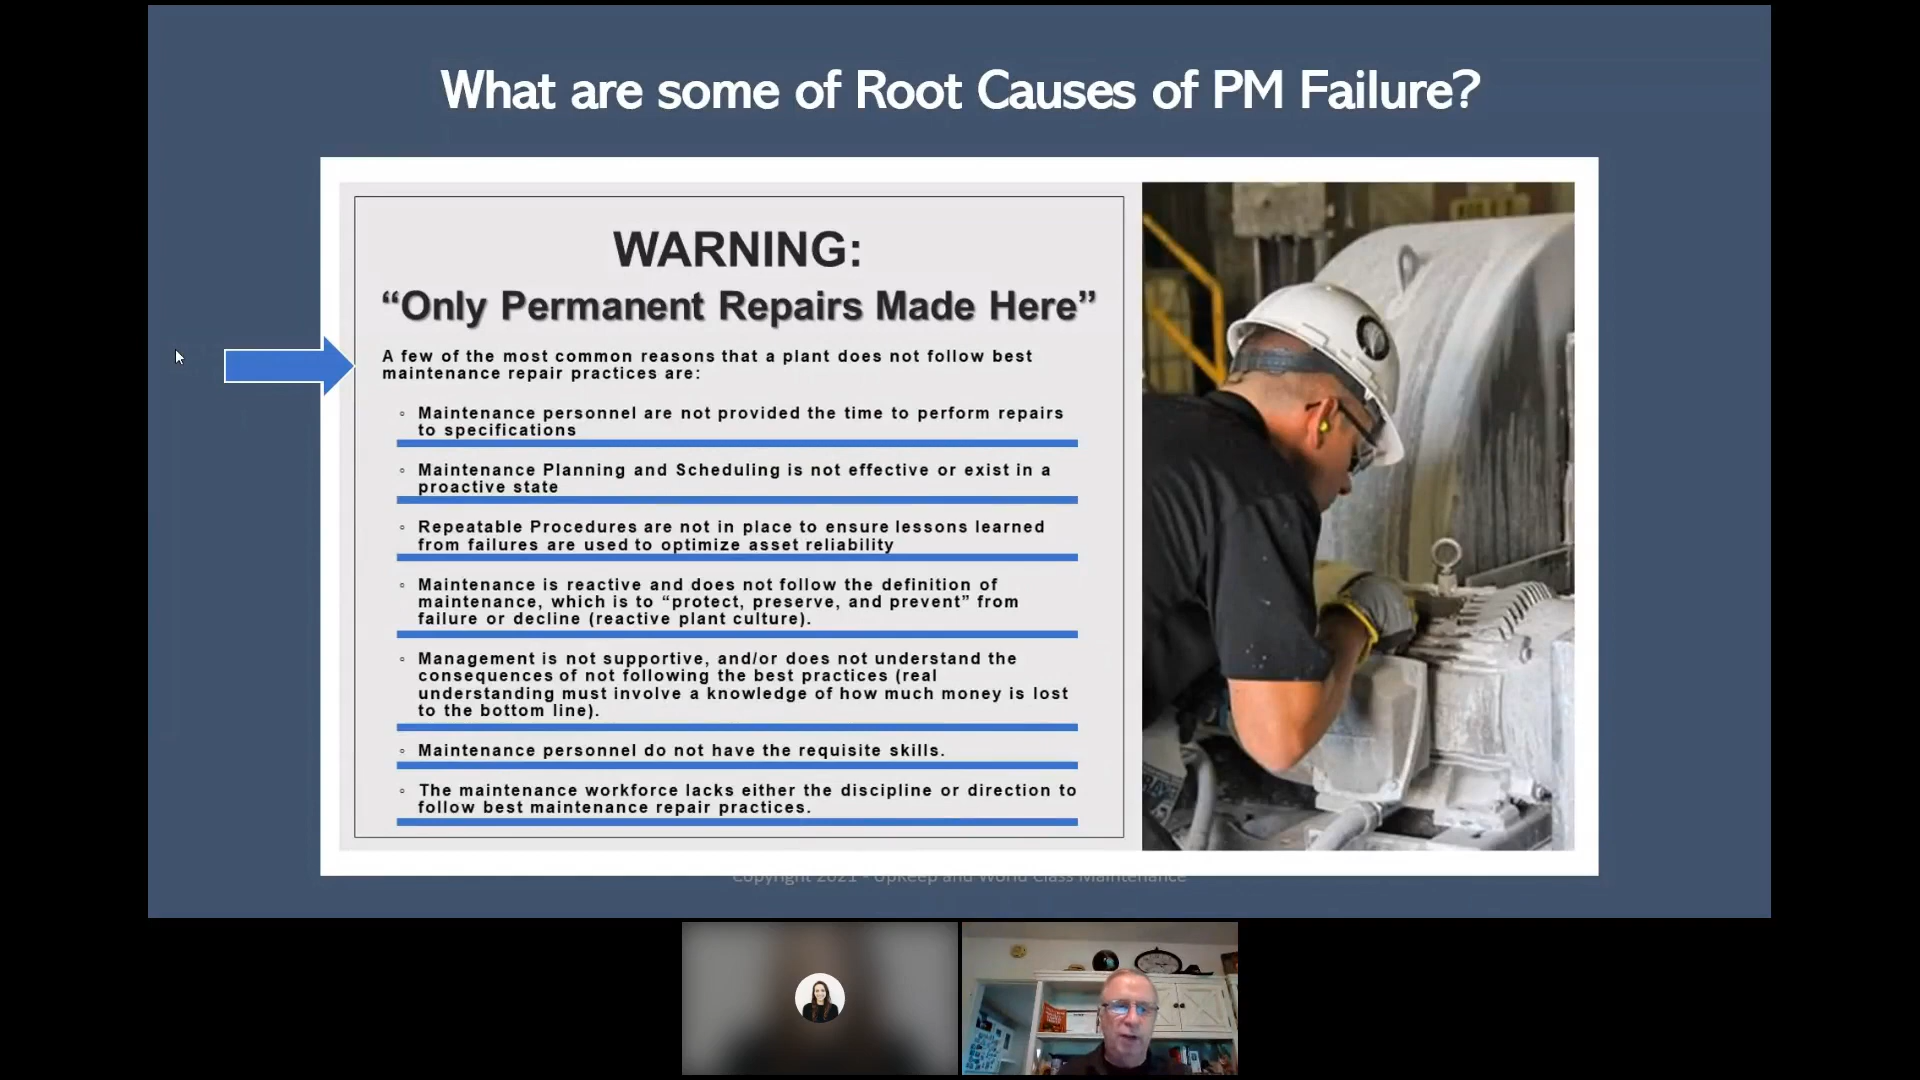 What are some of Root Causes of PM Failure?
WARNING:
“Only Permanent Repairs Made Here”
A few of the most common reasons that a plant does not follow best
maintenance repair practices are:
◦ Maintenance personnel are not provided the time to perform repairs
to specifications
◦ Maintenance Planning and Scheduling is not effective or exist in a
proactive state
◦ Repeatable Procedures are not in place to ensure lessons learned
from failures are used to optimize asset reliability
◦ Maintenance is reactive and does not follow the definition of
maintenance, which is to “protect, preserve, and prevent” from
failure or decline (reactive plant culture).
◦ Management is not supportive, and/or does not understand the
consequences of not following the best practices (real
understanding must involve a knowledge of how much money is lost
to the bottom line).
◦ Maintenance personnel do not have the requisite skills.
◦ The maintenance workforce lacks either the discipline or direction to
follow best maintenance repair practices.
Copyright 2021 - UpKeep and World Class Maintenance